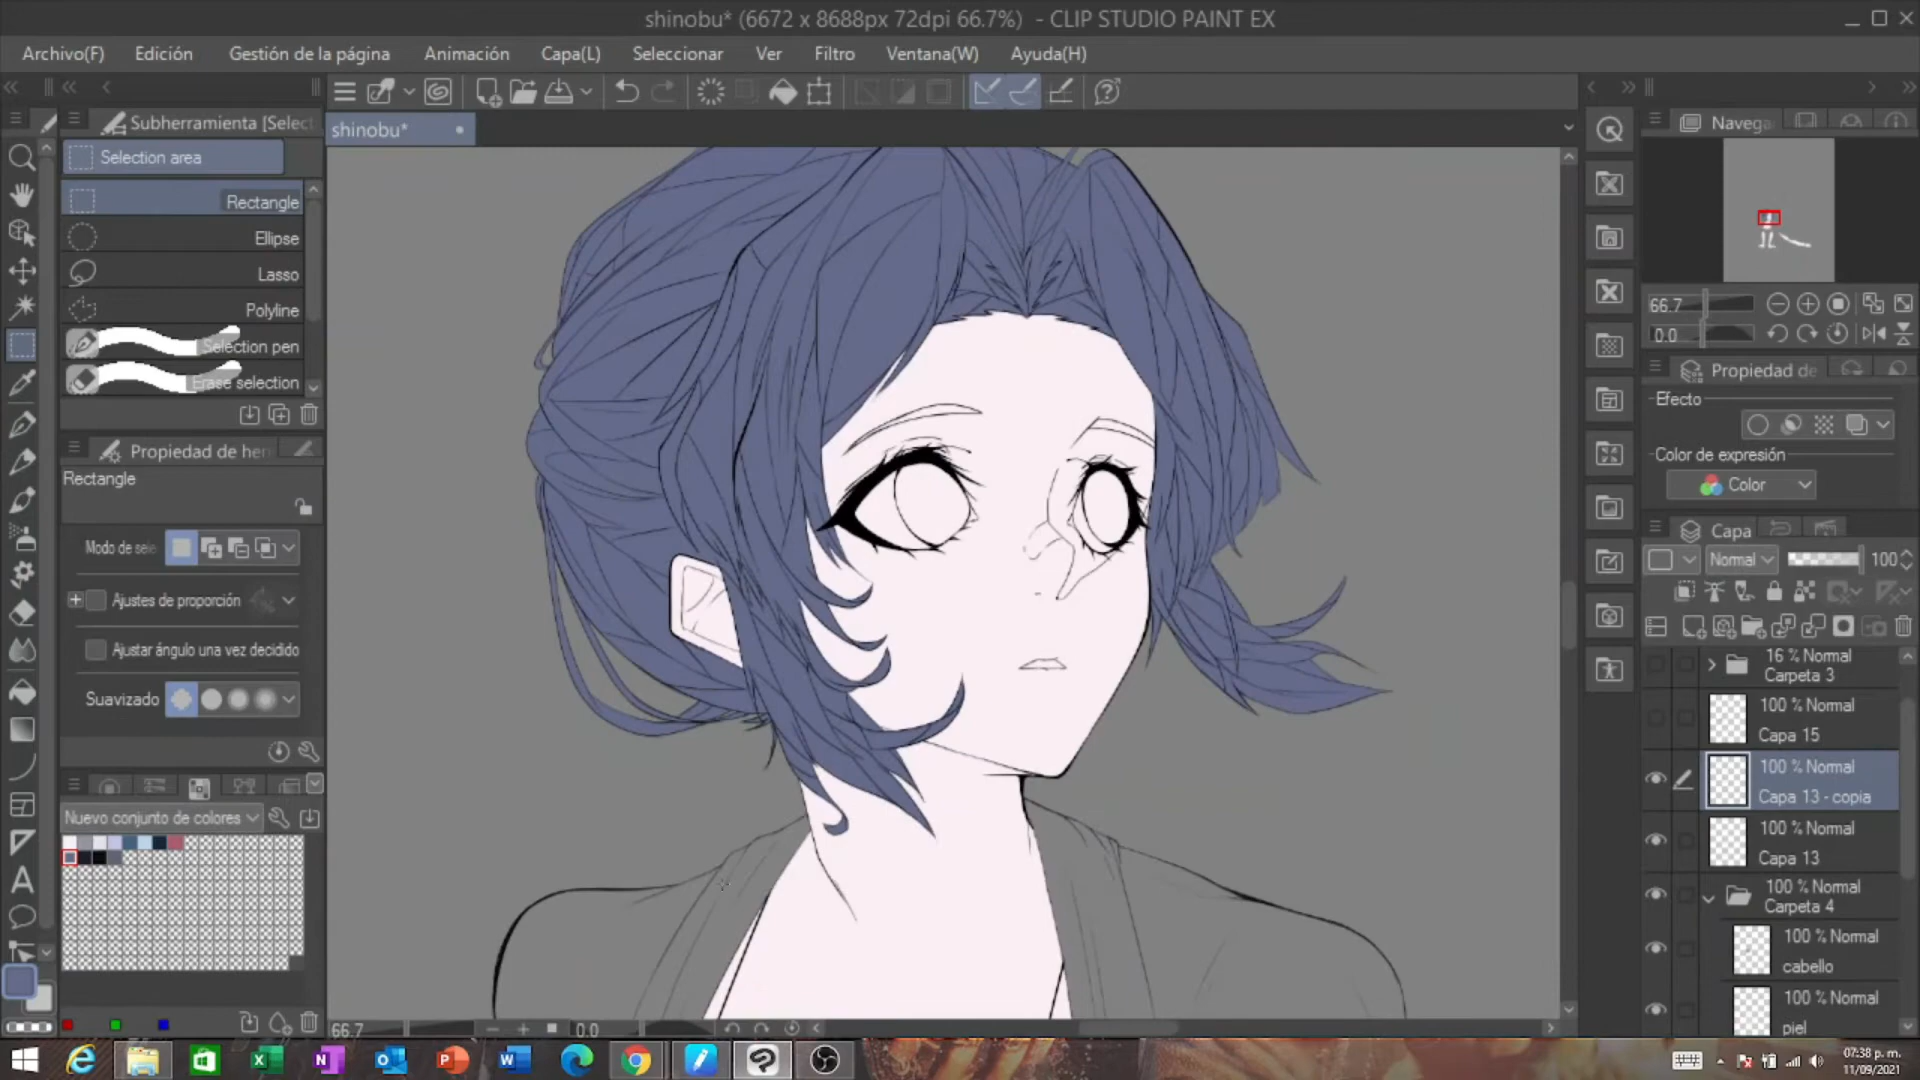 shinobu* (6672 x 8688px 72dpi 66.7%) - CLIP STUDIO PAINT EX
Archivo(F) Edición Gestión de la página Animación Capa(L) Seleccionar Ver Filtro Ventana(W) Ayuda(H)
Subherramienta [Select
shinobu*
Navega
Selection area
Rectangle
Ellipse
Lasso
Polyline
Selection pen
Erase selection
66.7
0.0
Propiedad de
Efecto
Color de expresión
Color
Propiedad de her
Rectangle
Modo de sele
Ajustes de proporción
Ajustar ángulo una vez decidido
Suavizado
Capa
Normal 100
16 % Normal
Carpeta 3
100 % Normal
Capa 15
100 % Normal
Capa 13 - copia
100 % Normal
Capa 13
100 % Normal
Carpeta 4
100 % Normal
cabello
100 % Normal
piel
Nuevo conjunto de colores
66.7 0.0
07:38 p. m.
11/09/2021